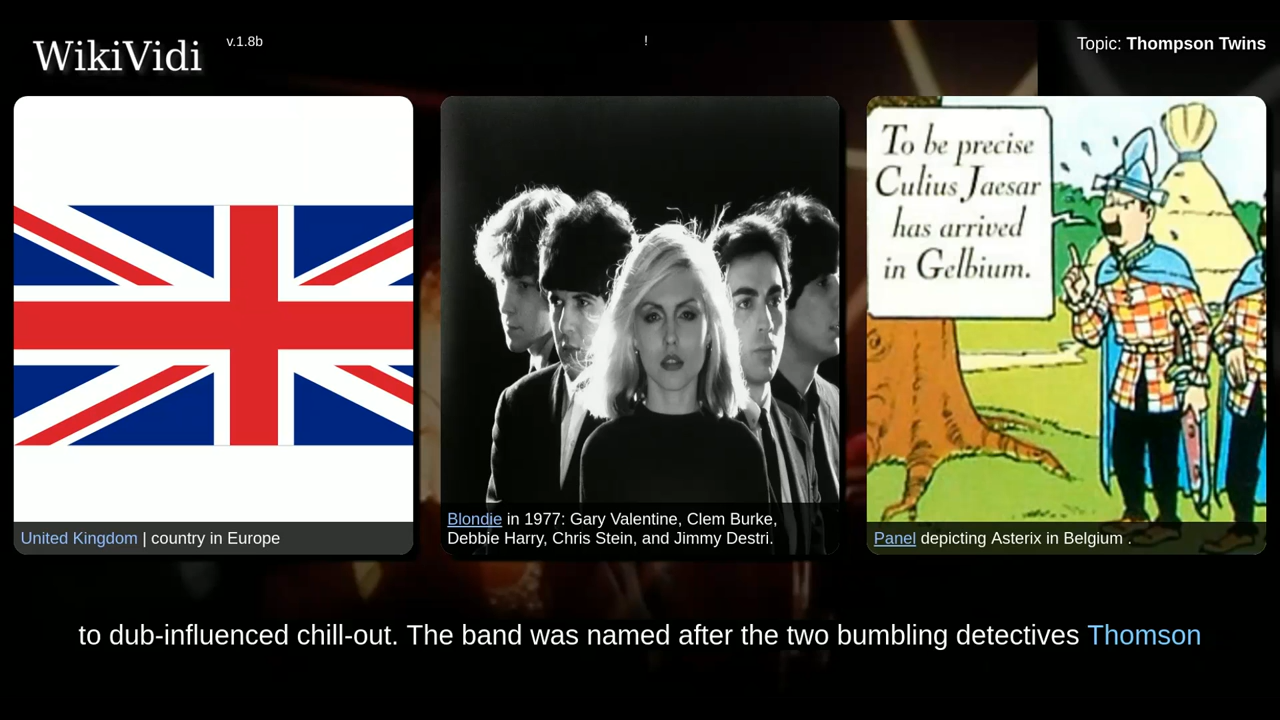 WikiVidi
v.1.8b
!
Topic: Thompson Twins
To be precise
Culius Jaesar
has arrived
in Gelbium.
United Kingdom | country in Europe
Blondie in 1977: Gary Valentine, Clem Burke,
Debbie Harry, Chris Stein, and Jimmy Destri.
Panel depicting Asterix in Belgium .
to dub-influenced chill-out. The band was named after the two bumbling detectives Thomson